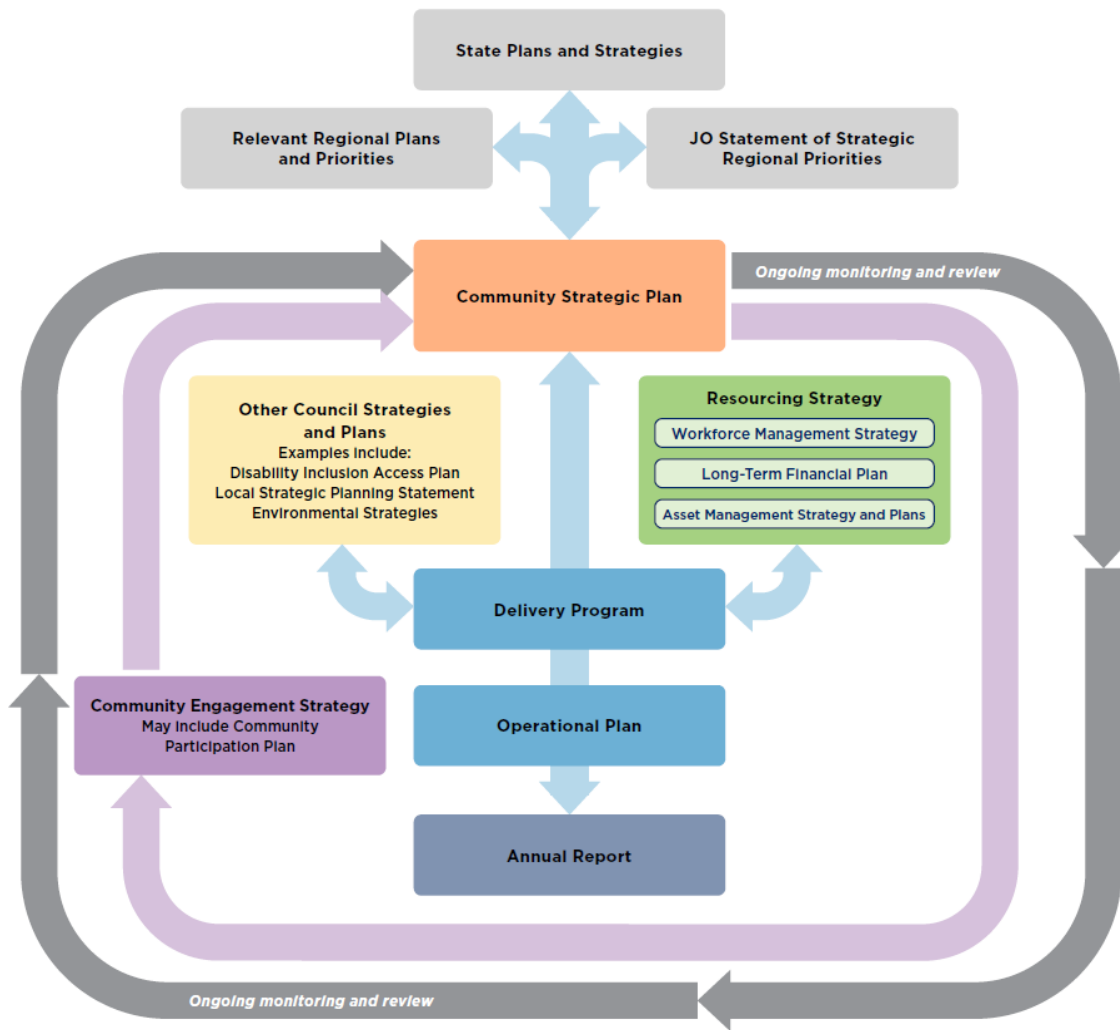 State Plans and Strategies
Relevant Regional Plans
and Priorities
JO Statement of Strategic
Regional Priorities
Community Strategic Plan
Ongoing monitoring and review
Other Council Strategies
and Plans
Examples Include:
Disability Inclusion Access Plan
Local Strategic Planning Statement
Environmental Strategies
Resourcing Strategy
Workforce Management Strategy
Long-Term Financial Plan
Asset Management Strategy and Plans
Delivery Program
Community Engagement Strategy
May Include Community
Participation Plan
Operational Plan
Annual Report
Ongoing monitoring and review